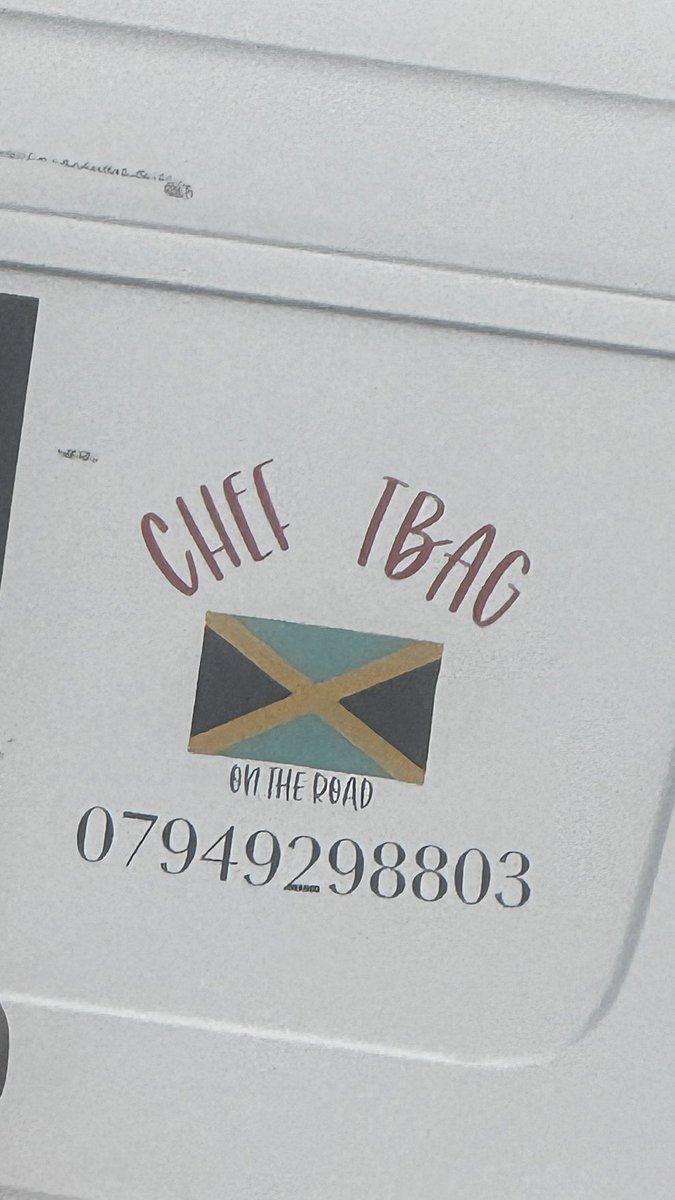 CHEF TBAG
ON THE ROAD
07949298803